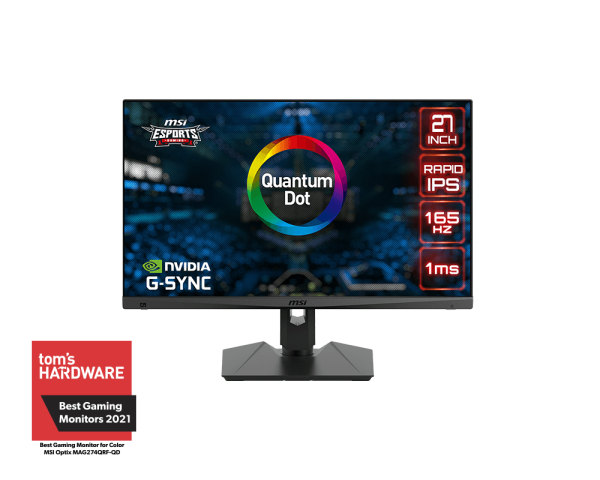 msi
ESPORTS
GAMING
Quantum
Dot
27
INCH
RAPID
IPS
165
HZ
1ms
NVIDIA
G-SYNC
msi
tom's
HARDWARE
Best Gaming
Monitors 2021
Best Gaming Monitor for Color
MSI Optix MAG274QRF-QD